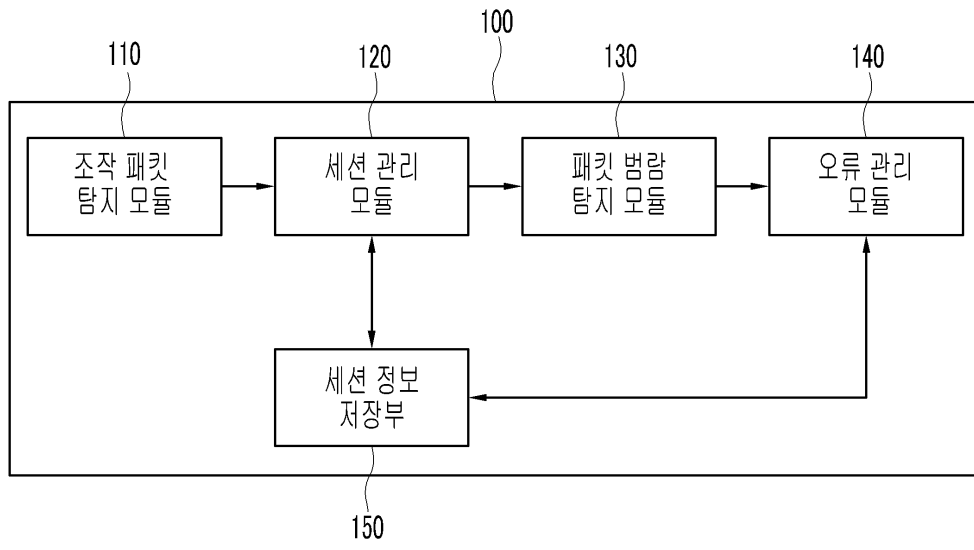 100
110
120
130
140
조작 패킷
탐지 모듈
세션 관리
모듈
패킷 범람
탐지 모듈
오류 관리
모듈
세션 정보
저장부
150